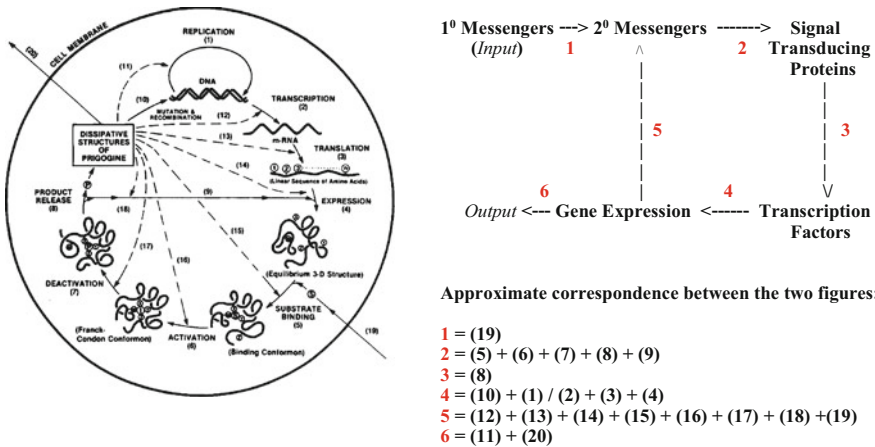 (20)
CELL MEMBRANE
REPLICATION
(1)
(11)
DNA
(10)
MUTATION &
RECOMBINATION
(12)
TRANSCRIPTION
(2)
DISSIPATIVE
STRUCTURES
OF
PRIGOGINE
(13)
m-RNA
TRANSLATION
(3)
(14)
1 2 3
n
(Linear Sequence of Amino Acids)
P
PRODUCT
RELEASE
(8)
(9)
EXPRESSION
(4)
(18)
(15)
(17)
(16)
(Equilibrium 3-D Structure)
DEACTIVATION
(7)
S
SUBSTRATE
BINDING
(5)
(19)
(Franck-
Condon Conformon)
ACTIVATION
(6)
(Binding Conformon)
1⁰ Messengers ---> 2⁰ Messengers -------> Signal
(Input) 1 2 Transducing
Proteins
5 3
6 4
Output <--- Gene Expression <------- Transcription
Factors
Approximate correspondence between the two figures:
1 = (19)
2 = (5) + (6) + (7) + (8) + (9)
3 = (8)
4 = (10) + (1) / (2) + (3) + (4)
5 = (12) + (13) + (14) + (15) + (16) + (17) + (18) +(19)
6 = (11) + (20)